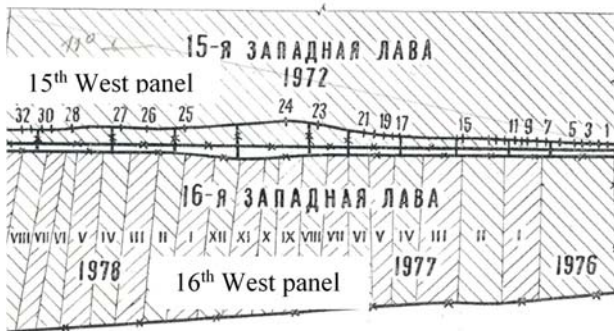 15-я ЗАПАДНАЯ ЛАВА
15th West panel
1972
32 30 28 27 26 25 24 23 21 19 17 15 11 9 7 5 3 1
16-я ЗАПАДНАЯ ЛАВА
VIII VII VI V IV III II I XII XI X IX VIII VII VI V IV III II I
1978 1977 1976
16th West panel